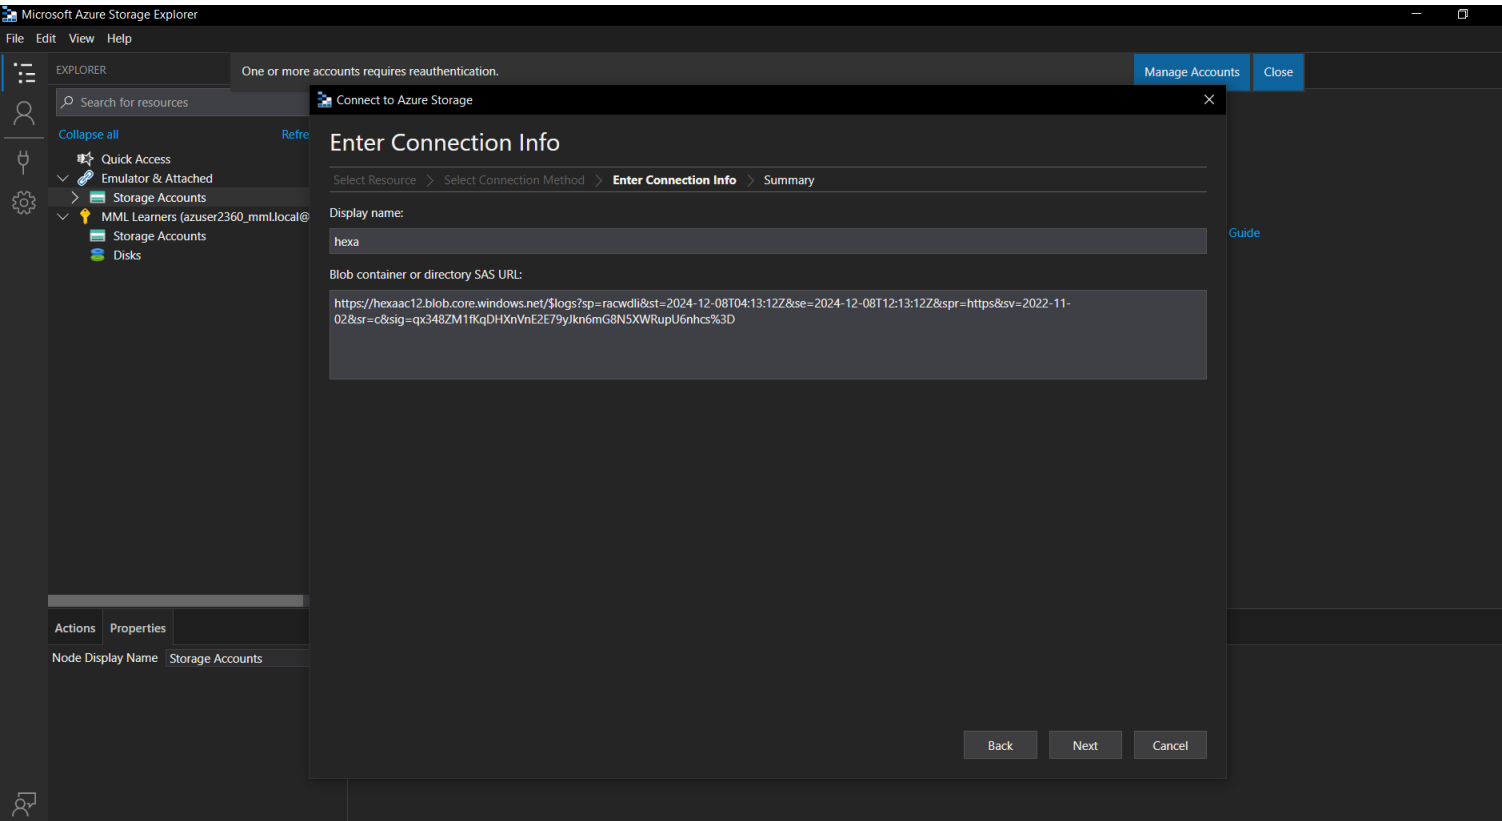 Microsoft Azure Storage Explorer
File Edit View Help
EXPLORER
One or more accounts requires reauthentication.
Manage Accounts
Close
Search for resources
Collapse all
Refre
Quick Access
Emulator & Attached
Storage Accounts
MML Learners (azuser2360_mml.local@
Storage Accounts
Disks
Connect to Azure Storage
Enter Connection Info
Select Resource > Select Connection Method > Enter Connection Info > Summary
Display name:
hexa
Blob container or directory SAS URL:
https://hexaac12.blob.core.windows.net/$logs?sp=racwdli&st=2024-12-08T04:13:12Z&se=2024-12-08T12:13:12Z&spr=https&sv=2022-11-
02&sr=c&sig=qx348ZM1fKqDHXnVnE2E79yJkn6mG8N5XWRupU6nhcs%3D
Guide
Back
Next
Cancel
Actions
Properties
Node Display Name
Storage Accounts